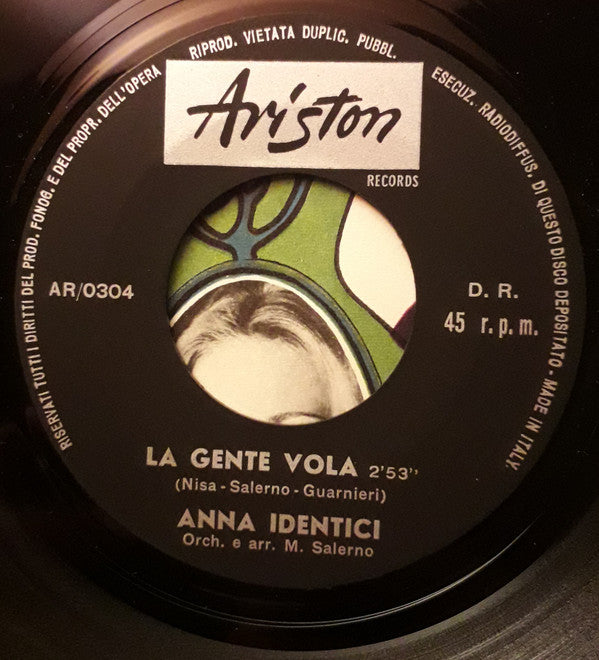 RISERVATI TUTTI I DIRITTI DEL PROD. FONOG. E DEL PROPR. DELL'OPERA
RIPROD. VIETATA DUPLIC. PUBBL.
ESECUZ. RADIODIFFUS. DI QUESTO DISCO DEPOSITATO - MADE IN ITALY.
Ariston
RECORDS
AR/0304
D. R.
45 r.p.m.
LA GENTE VOLA 2'53''
(Nisa - Salerno - Guarnieri)
ANNA IDENTICI
Orch. e arr. M. Salerno